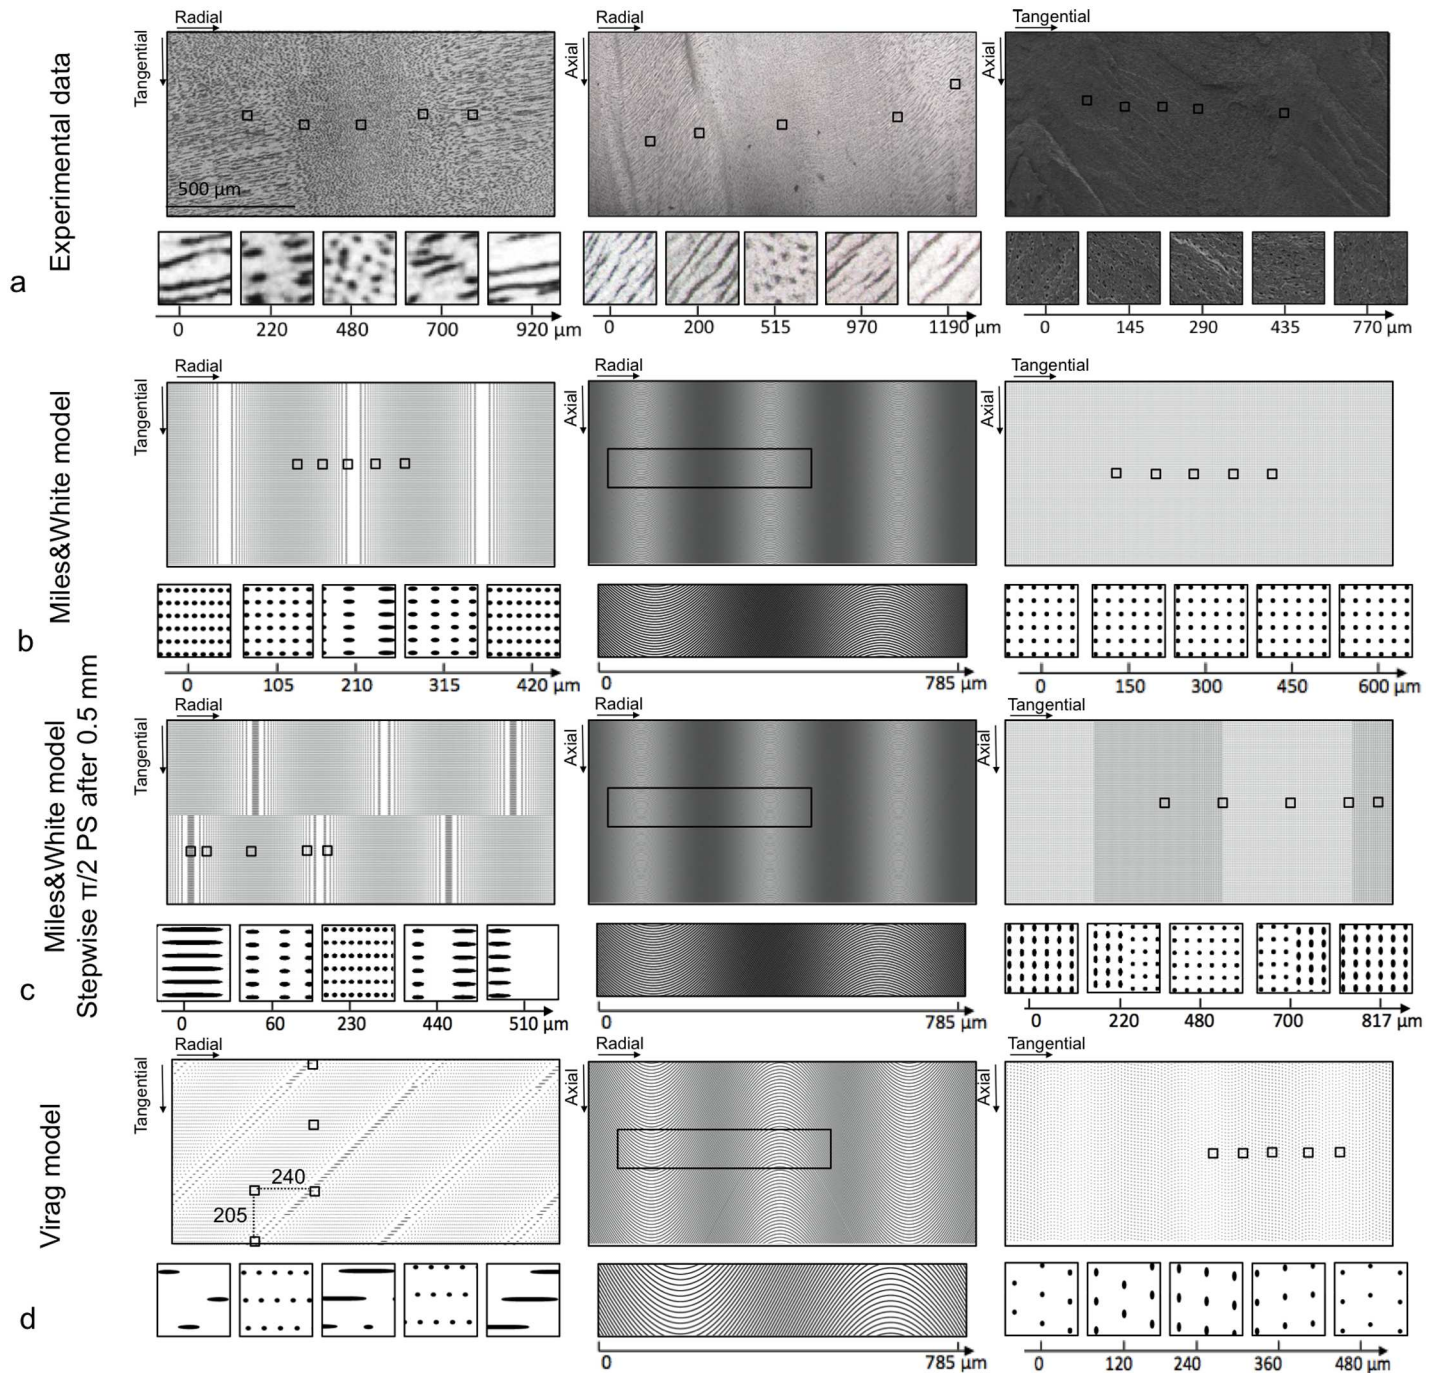 Radial
Radial
Tangential
Experimental data
Tangential
Axial
Axial
500 µm
a
0 220 480 700 920 µm
0 200 515 970 1190 µm
0 145 290 435 770 µm
Radial
Radial
Tangential
Miles&White model
Tangential
Axial
Axial
b
0 105 210 315 420 µm
0 785 µm
0 150 300 450 600 µm
Radial
Radial
Tangential
Miles&White model
Stepwise π/2 PS after 0.5 mm
Tangential
Axial
Axial
c
0 60 230 440 510 µm
0 785 µm
0 220 480 700 817 µm
Radial
Radial
Tangential
Virag model
Tangential
Axial
Axial
240
205
d
0 785 µm
0 120 240 360 480 µm